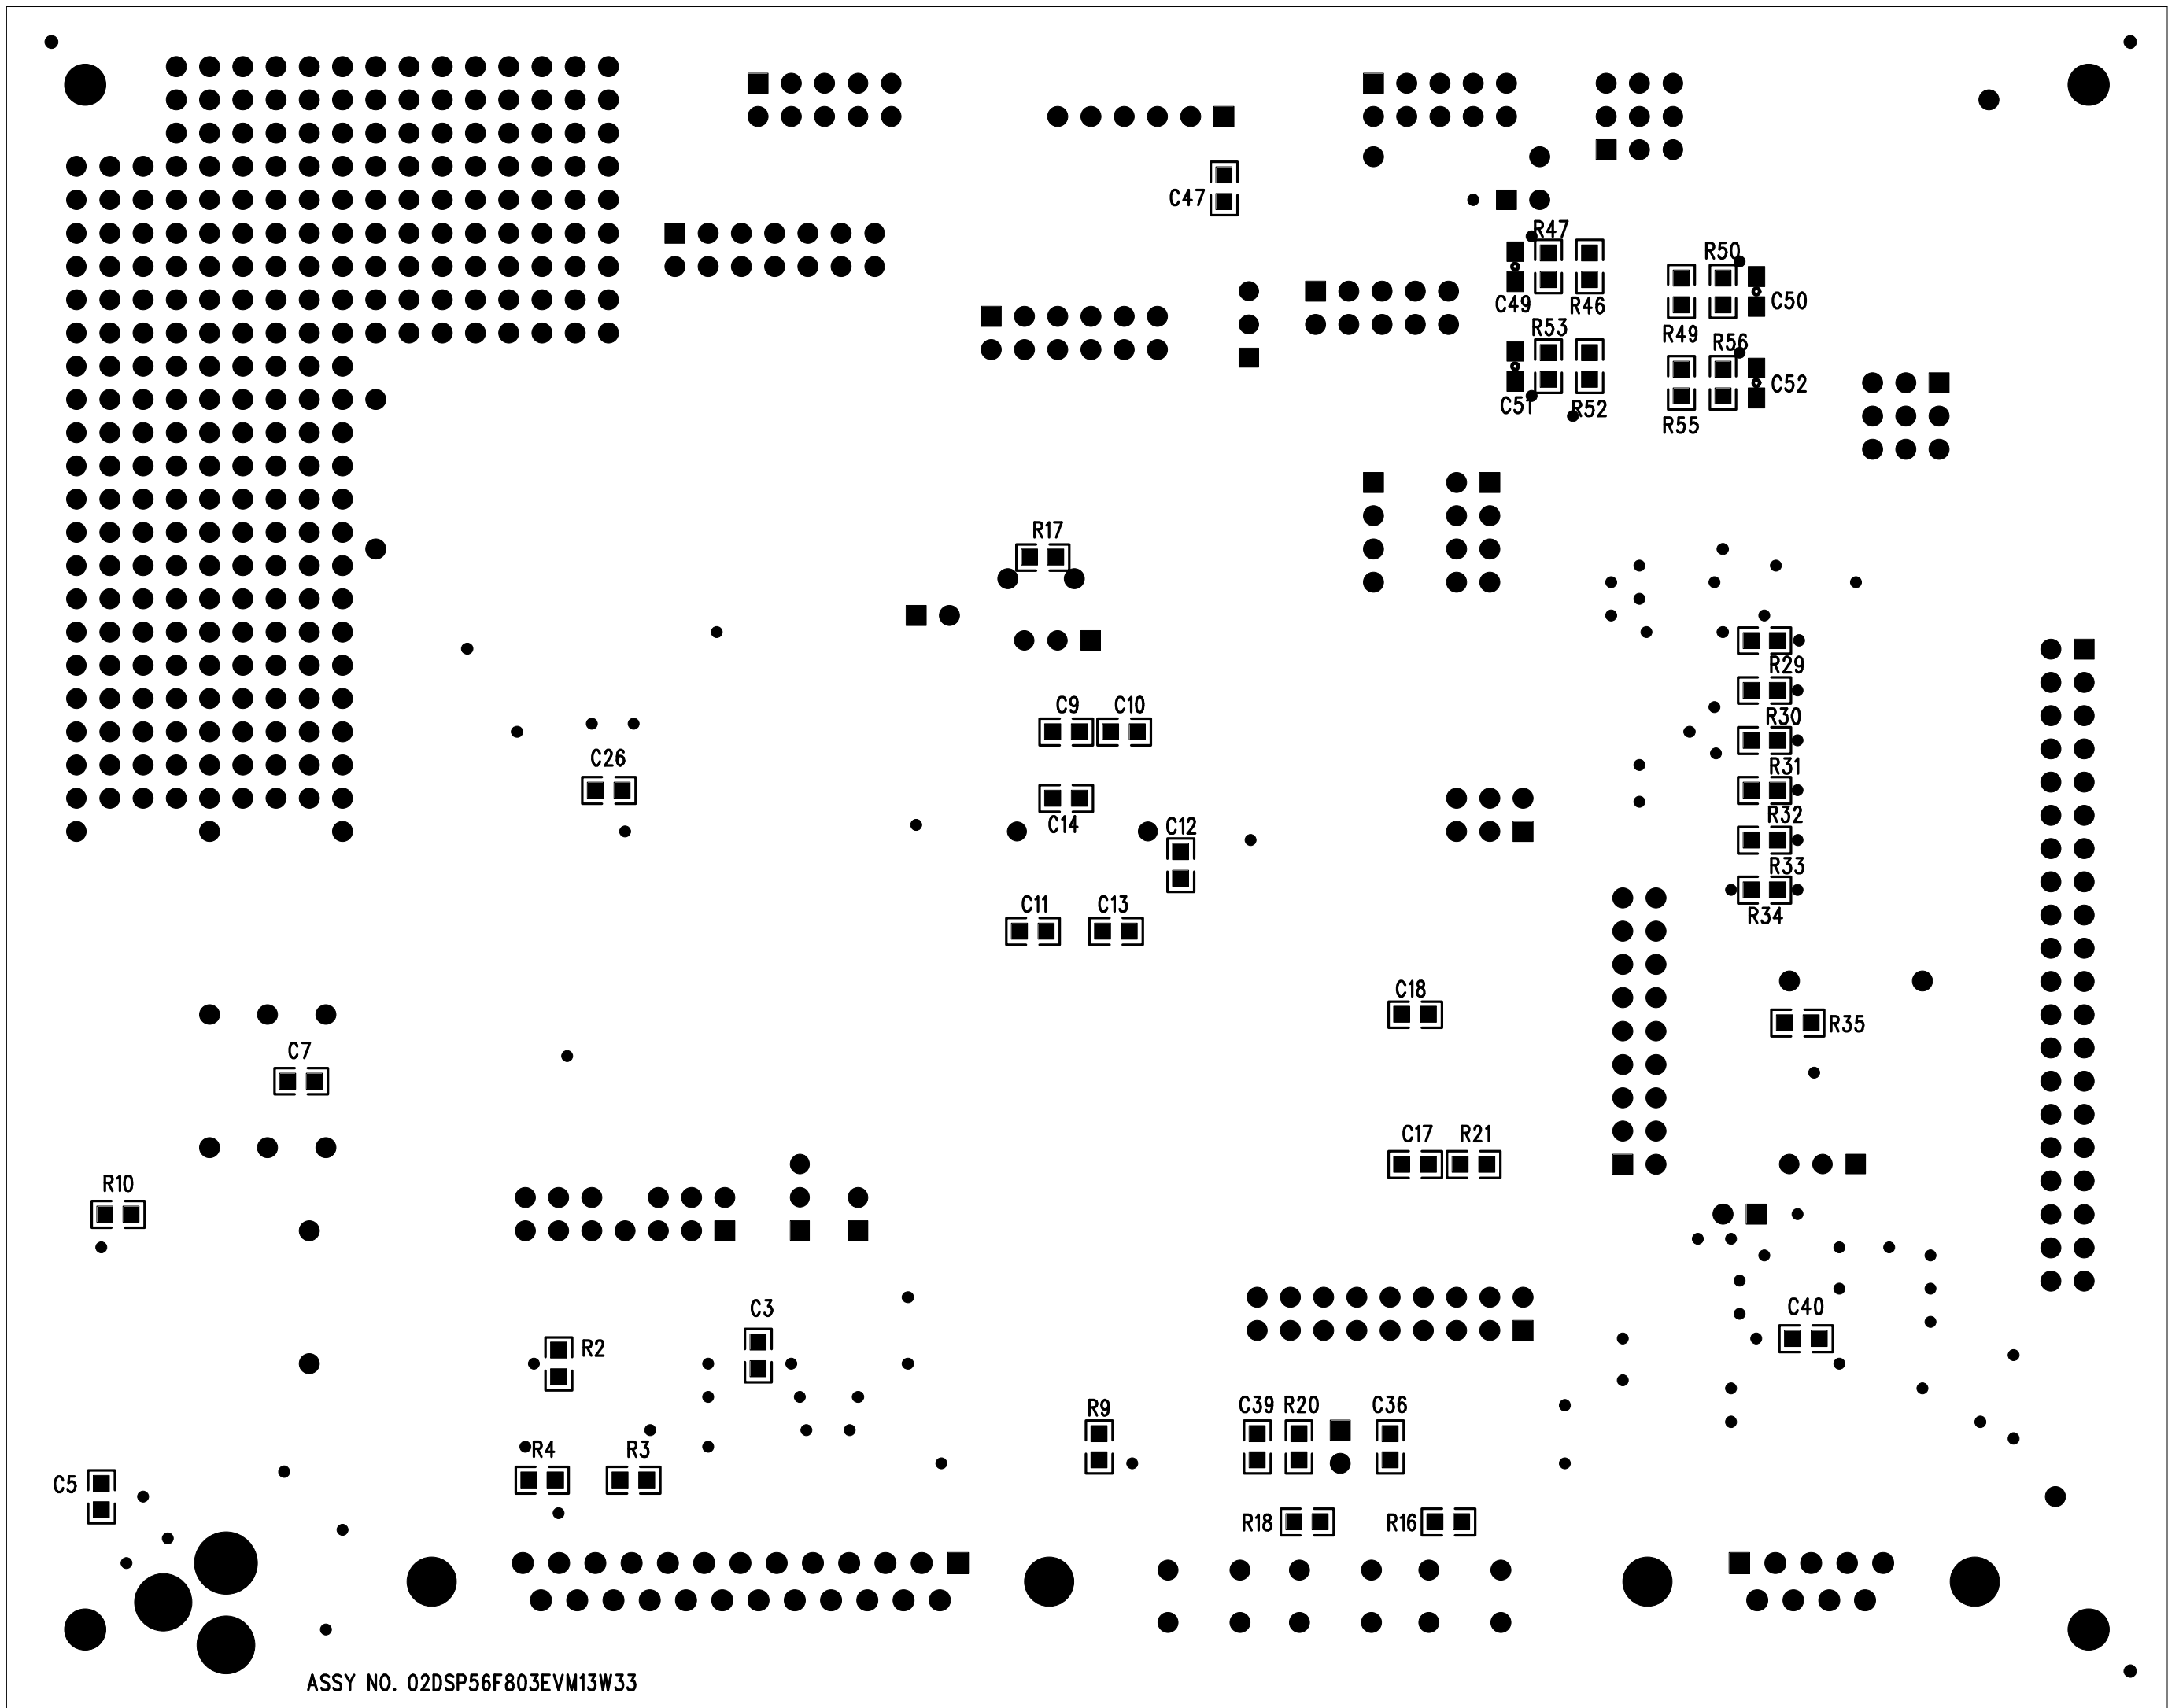 C47
R47
R50
C49
R46
C50
R53
R49
R56
C51
R52
C52
R55
R17
R29
C9
C10
R30
C26
R31
C14
C12
R32
R33
C11
C13
R34
C18
R35
C7
C17
R21
R10
C3
C40
R2
R9
C39
R20
C36
R4
R3
C5
R18
R16
ASSY NO. 02DSP56F803EVM13W33